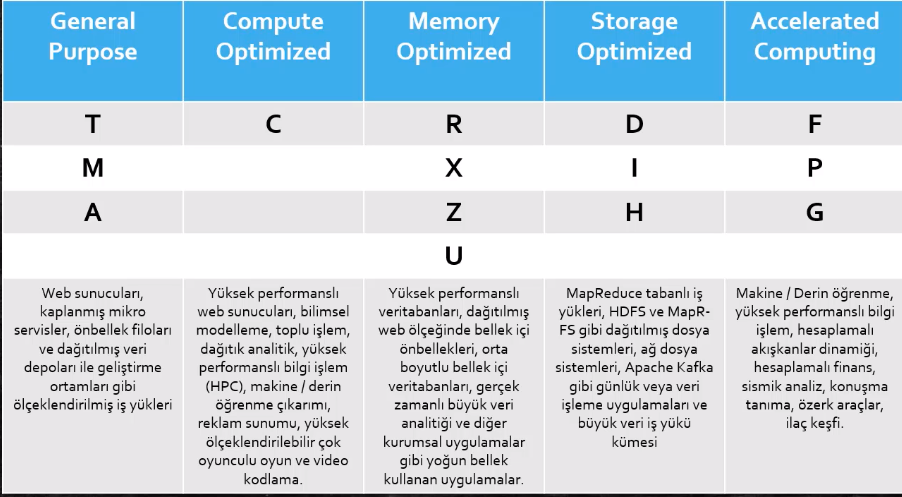 General
Purpose
Compute
Optimized
Memory
Optimized
Storage
Optimized
Accelerated
Computing
T
C
R
D
F
M
X
I
P
A
Z
H
G
U
Web sunucuları,
kaplanmış mikro
servisler, önbellek filoları
ve dağıtılmış veri
depoları ile geliştirme
ortamları gibi
ölçeklendirilmiş iş yükleri
Yüksek performanslı
web sunucuları, bilimsel
modelleme, toplu işlem,
dağıtık analitik, yüksek
performanslı bilgi işlem
(HPC), makine / derin
öğrenme çıkarımı,
reklam sunumu, yüksek
ölçeklendirilebilir çok
oyunculu oyun ve video
kodlama.
Yüksek performanslı
veritabanları, dağıtılmış
web ölçeğinde bellek içi
önbellekleri, orta
boyutlu bellek içi
veritabanları, gerçek
zamanlı büyük veri
analitiği ve diğer
kurumsal uygulamalar
gibi yoğun bellek
kullanan uygulamalar.
MapReduce tabanlı iş
yükleri, HDFS ve MapR-
FS gibi dağıtılmış dosya
sistemleri, ağ dosya
sistemleri, Apache Kafka
gibi günlük veya veri
işleme uygulamaları ve
büyük veri iş yükü
kümesi
Makine / Derin öğrenme,
yüksek performanslı bilgi
işlem, hesaplamalı
akışkanlar dinamiği,
hesaplamalı finans,
sismik analiz, konuşma
tanıma, özerk araçlar,
ilaç keşfi.